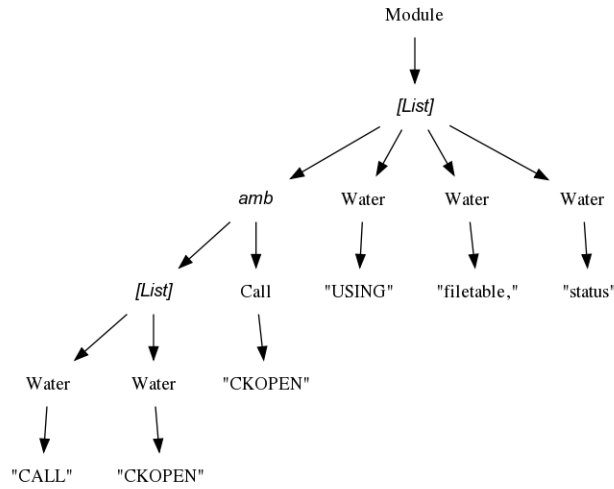 Module
[List]
amb Water Water Water
[List] Call "USING" "filetable," "status"
Water Water "CKOPEN"
"CALL" "CKOPEN"